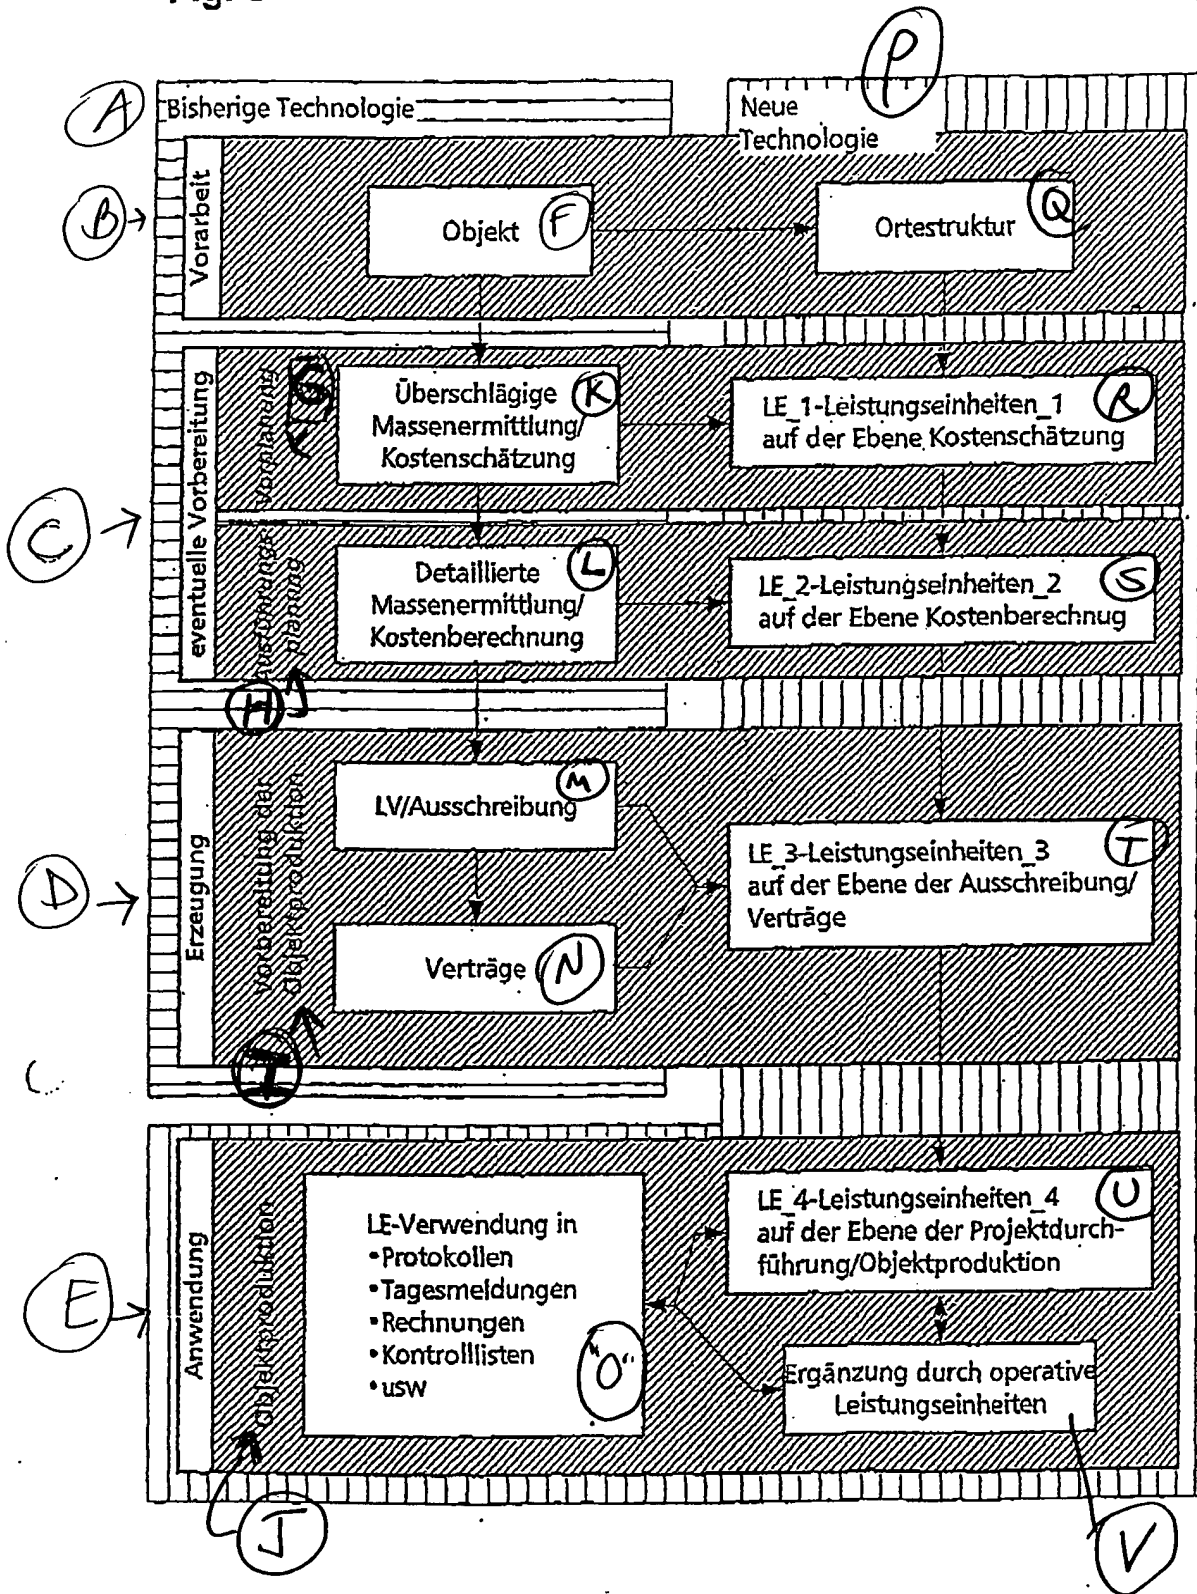 P
A
Bisherige Technologie
Neue
Technologie
B
Vorarbeit
Objekt F
Ortestruktur Q
C
eventuelle Vorbereitung
Vorplanung
G
Überschlägige K
Massenermittlung/
Kostenschätzung
LE_1-Leistungseinheiten_1 R
auf der Ebene Kostenschätzung
Ausführungs
planung
H
Detaillierte L
Massenermittlung/
Kostenberechnung
LE_2-Leistungseinheiten_2 S
auf der Ebene Kostenberechnug
D
Erzeugung
Vorbereitung der
Objektproduktion
I
LV/Ausschreibung M
Verträge N
LE_3-Leistungseinheiten_3 T
auf der Ebene der Ausschreibung/
Verträge
E
Anwendung
Objektproduktion
J
LE-Verwendung in
•Protokollen
•Tagesmeldungen
•Rechnungen
•Kontrolllisten
•usw
"O"
LE_4-Leistungseinheiten_4 U
auf der Ebene der Projektdurch-
führung/Objektproduktion
Ergänzung durch operative
Leistungseinheiten
V